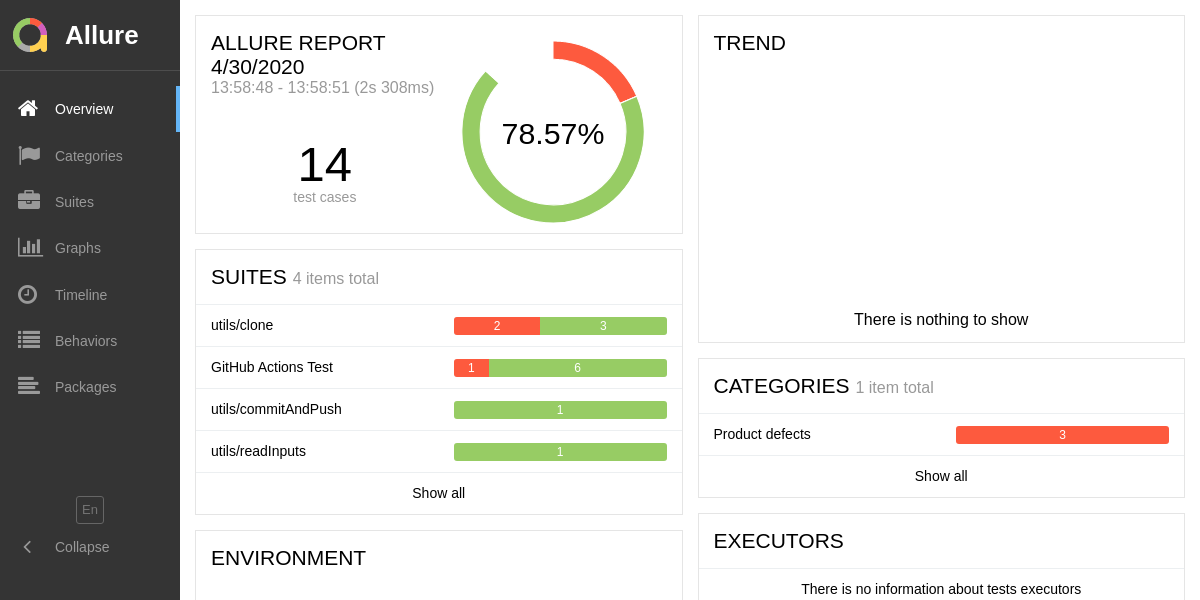 Allure
Overview
Categories
Suites
Graphs
Timeline
Behaviors
Packages
En
Collapse
ALLURE REPORT
4/30/2020
13:58:48 - 13:58:51 (2s 308ms)
14
test cases
78.57%
SUITES 4 items total
utils/clone 2 3
GitHub Actions Test 1 6
utils/commitAndPush 1
utils/readInputs 1
Show all
ENVIRONMENT
TREND
There is nothing to show
CATEGORIES 1 item total
Product defects 3
Show all
EXECUTORS
There is no information about tests executors